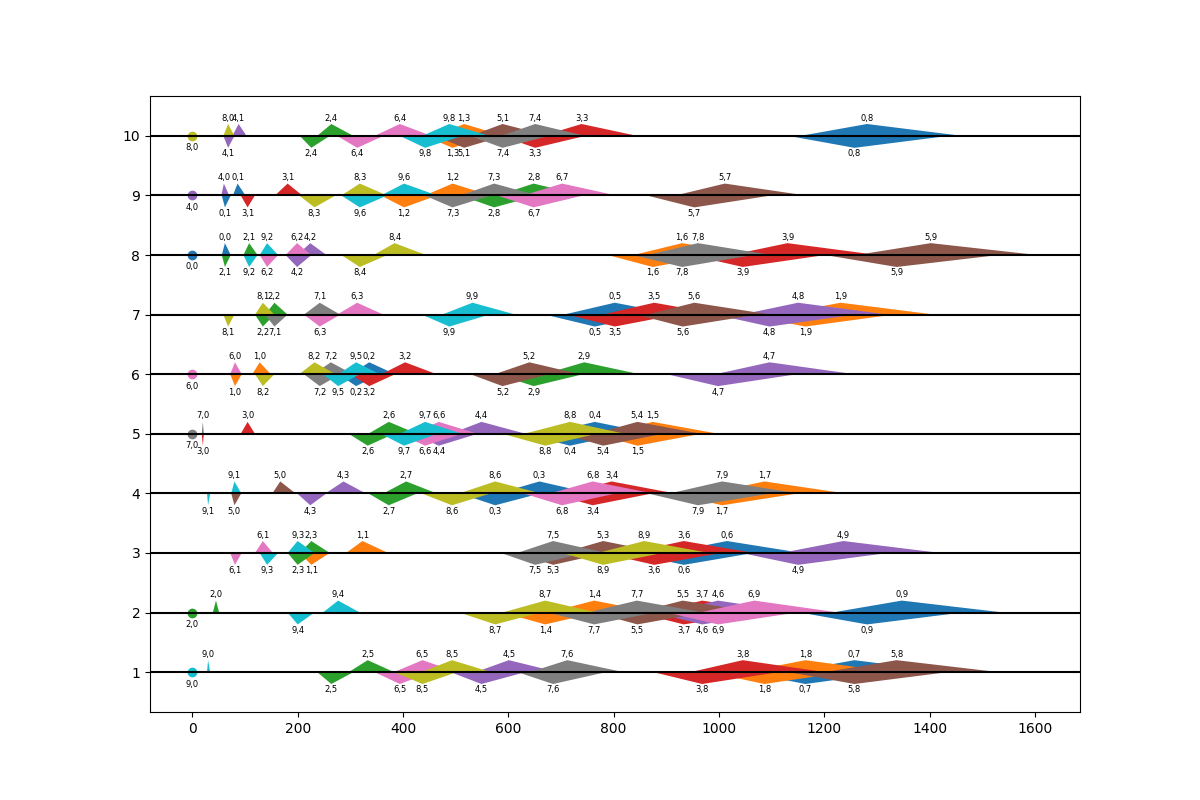 8,0 4,1 2,4 6,4 9,8 1,3 5,1 7,4 3,3 0,8
10
8,0 4,1 2,4 6,4 9,8 1,3 5,1 7,4 3,3 0,8
4,0 0,1 3,1 8,3 9,6 1,2 7,3 2,8 6,7 5,7
9
4,0 0,1 3,1 8,3 9,6 1,2 7,3 2,8 6,7 5,7
0,0 2,1 9,2 6,2 4,2 8,4 1,6 7,8 3,9 5,9
8
0,0 2,1 9,2 6,2 4,2 8,4 1,6 7,8 3,9 5,9
8,1 2,2 7,1 6,3 9,9 0,5 3,5 5,6 4,8 1,9
7
8,1 2,2 7,1 6,3 9,9 0,5 3,5 5,6 4,8 1,9
6,0 1,0 8,2 7,2 9,5 0,2 3,2 5,2 2,9 4,7
6
6,0 1,0 8,2 7,2 9,5 0,2 3,2 5,2 2,9 4,7
7,0 3,0 2,6 9,7 6,6 4,4 8,8 0,4 5,4 1,5
5
7,0 3,0 2,6 9,7 6,6 4,4 8,8 0,4 5,4 1,5
9,1 5,0 4,3 2,7 8,6 0,3 6,8 3,4 7,9 1,7
4
9,1 5,0 4,3 2,7 8,6 0,3 6,8 3,4 7,9 1,7
6,1 9,3 2,3 1,1 7,5 5,3 8,9 3,6 0,6 4,9
3
6,1 9,3 2,3 1,1 7,5 5,3 8,9 3,6 0,6 4,9
2,0 9,4 8,7 1,4 7,7 5,5 3,7 4,6 6,9 0,9
2
2,0 9,4 8,7 1,4 7,7 5,5 3,7 4,6 6,9 0,9
9,0 2,5 6,5 8,5 4,5 7,6 3,8 1,8 0,7 5,8
1
9,0 2,5 6,5 8,5 4,5 7,6 3,8 1,8 0,7 5,8
0 200 400 600 800 1000 1200 1400 1600